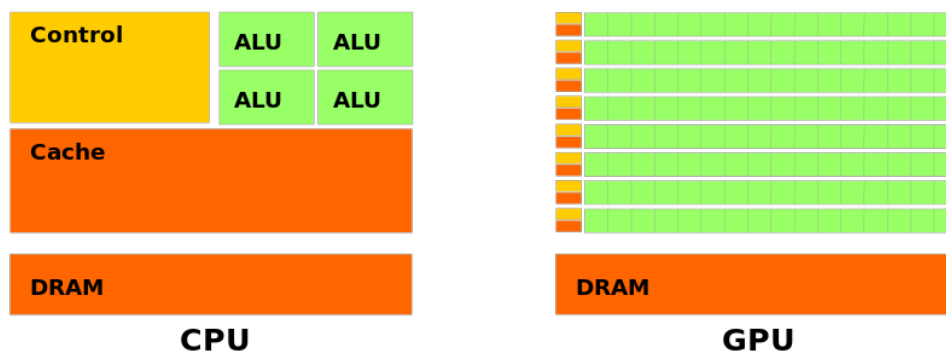 Control
ALU ALU
ALU ALU
Cache
DRAM
CPU
DRAM
GPU